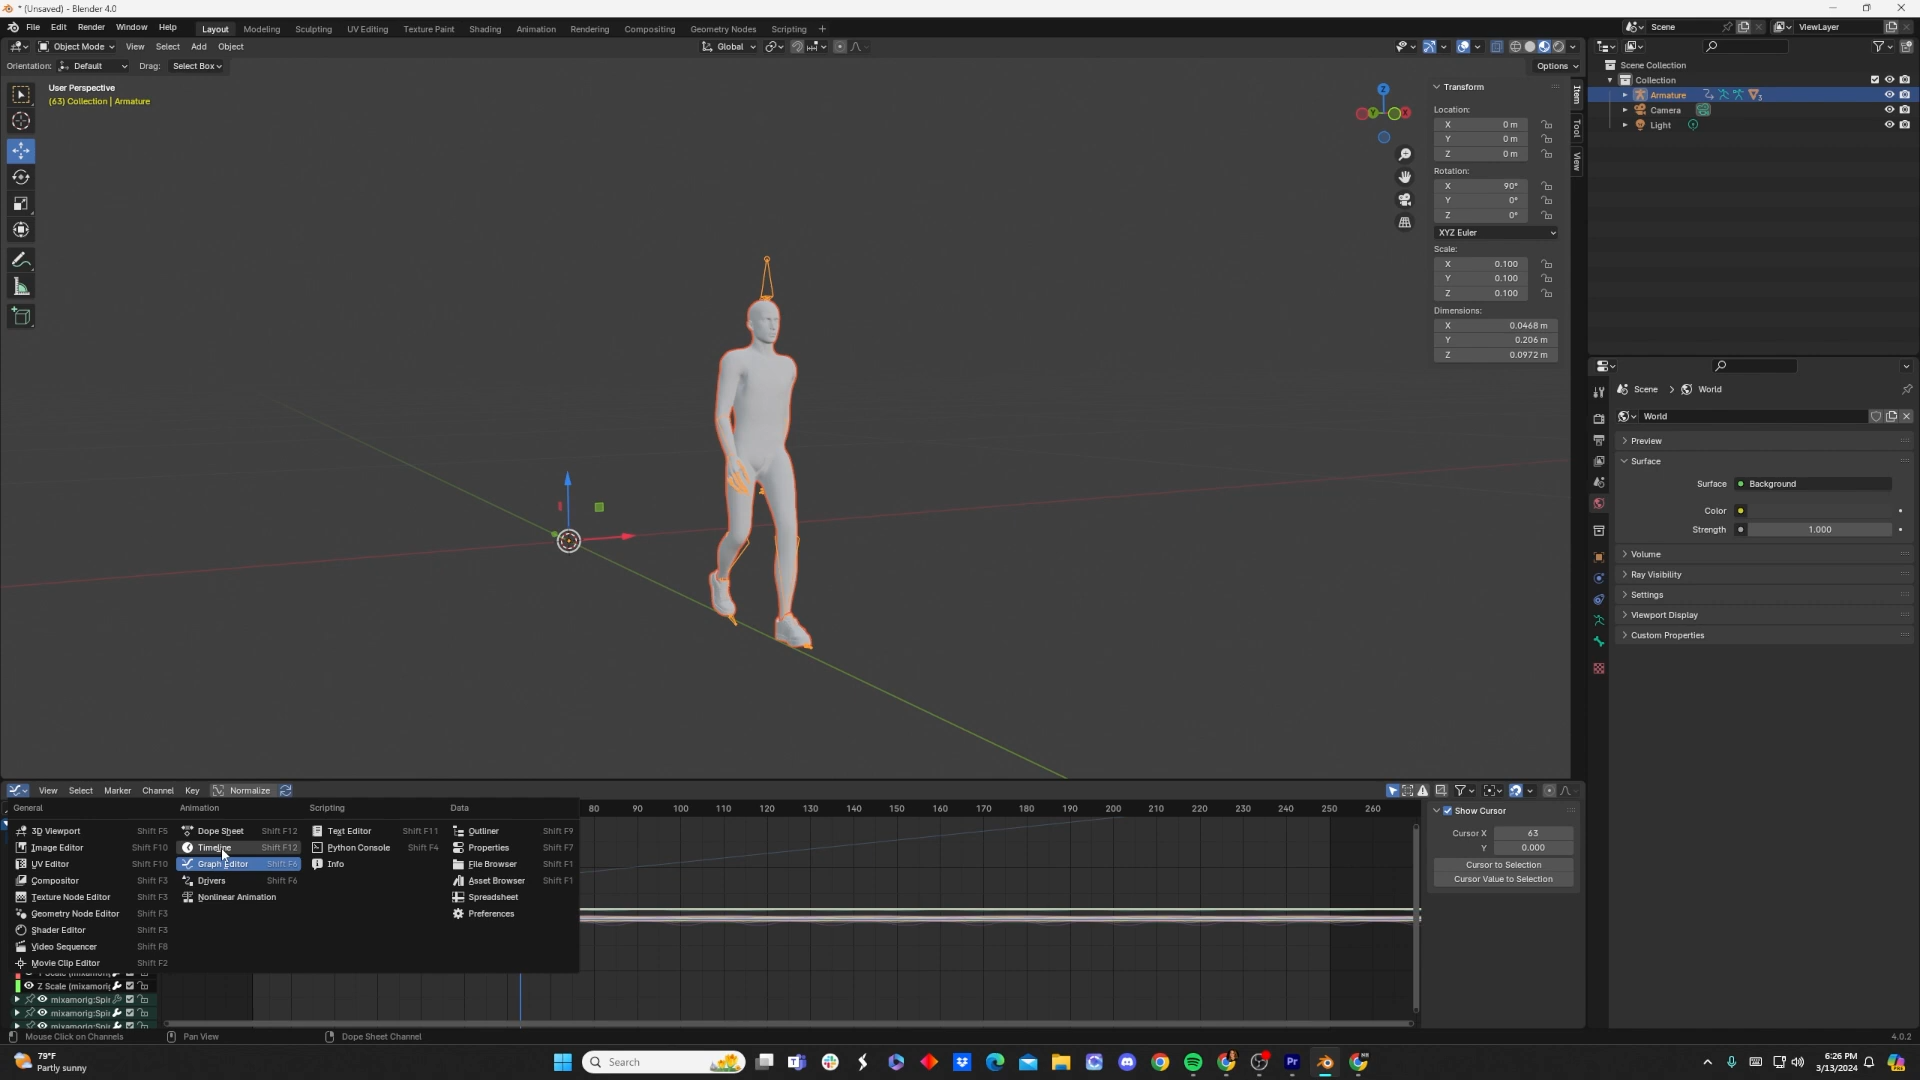 * (Unsaved) - Blender 4.0
File Edit Render Window Help Layout Modeling Sculpting UV Editing Texture Paint Shading Animation Rendering Compositing Geometry Nodes Scripting + Scene ViewLayer
Object Mode View Select Add Object Global
Orientation: Default Drag: Select Box Options
User Perspective
(63) Collection | Armature
Z
Y
X
Item
Tool
View
Transform
Location:
X 0 m
Y 0 m
Z 0 m
Rotation:
X 90°
Y 0°
Z 0°
XYZ Euler
Scale:
X 0.100
Y 0.100
Z 0.100
Dimensions:
X 0.0468 m
Y 0.206 m
Z 0.0972 m
Scene Collection
Collection
Armature 3
Camera
Light
Scene > World
World
Preview
Surface
Surface Background
Color
Strength 1.000
Volume
Ray Visibility
Settings
Viewport Display
Custom Properties
View Select Marker Channel Key Normalize
General
3D Viewport Shift F5
Image Editor Shift F10
UV Editor Shift F10
Compositor Shift F3
Texture Node Editor Shift F3
Geometry Node Editor Shift F3
Shader Editor Shift F3
Video Sequencer Shift F8
Movie Clip Editor Shift F2
Animation
Dope Sheet Shift F12
Timeline Shift F12
Graph Editor Shift F6
Drivers Shift F6
Nonlinear Animation
Scripting
Text Editor Shift F11
Python Console Shift F4
Info
Data
Outliner Shift F9
Properties Shift F7
File Browser Shift F1
Asset Browser Shift F1
Spreadsheet
Preferences
80 90 100 110 120 130 140 150 160 170 180 190 200 210 220 230 240 250 260
Show Cursor
Cursor X 63
Y 0.000
Cursor to Selection
Cursor Value to Selection
Z Scale (mixamorig
mixamorig:Spi
mixamorig:Spi
mixamorig:Spi
Mouse Click on Channels Pan View Dope Sheet Channel 4.0.2
79°F
Partly sunny
Search
6:26 PM
3/13/2024